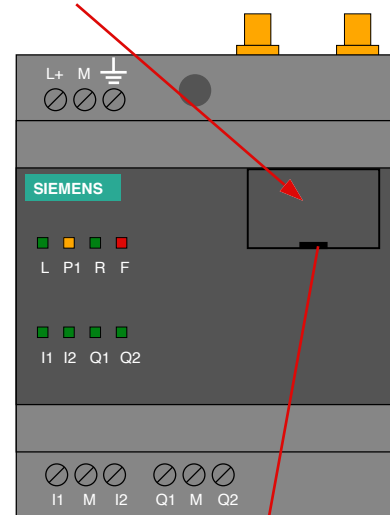 L+ M
SIEMENS
L P1 R F
I1 I2 Q1 Q2
I1 M I2 Q1 M Q2